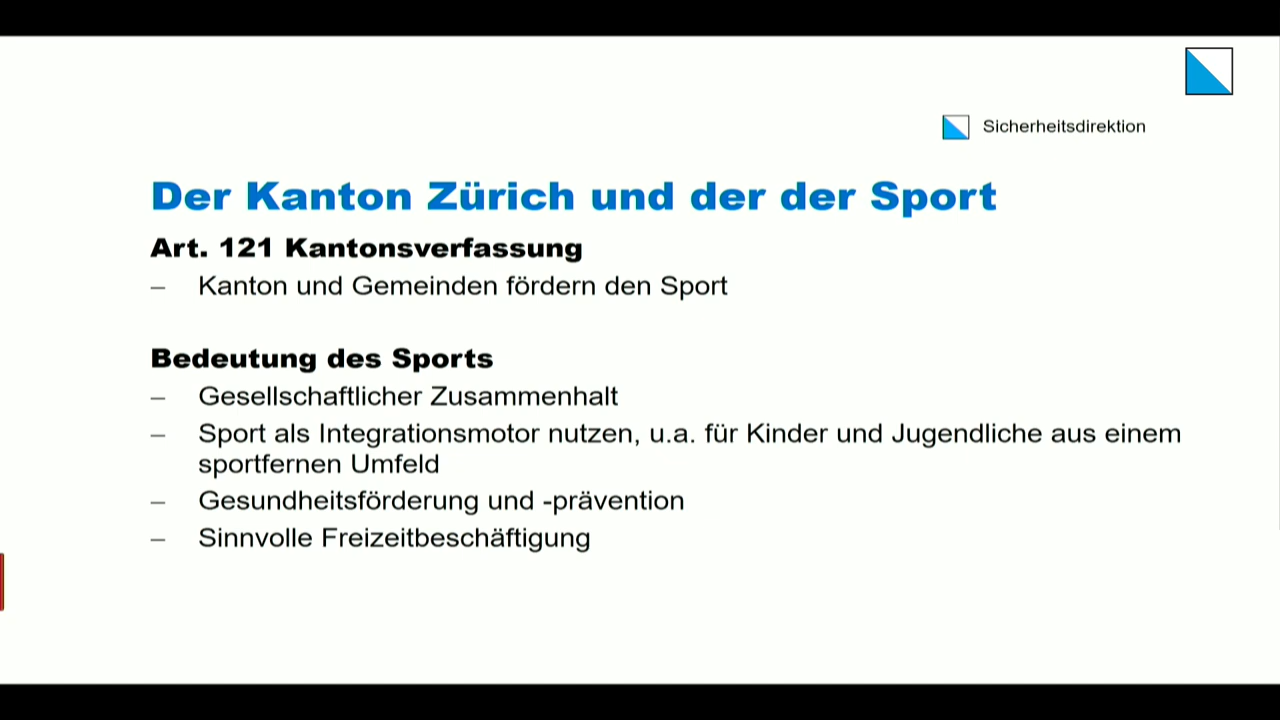 Sicherheitsdirektion
Der Kanton Zürich und der der Sport
Art. 121 Kantonsverfassung
– Kanton und Gemeinden fördern den Sport
Bedeutung des Sports
– Gesellschaftlicher Zusammenhalt
– Sport als Integrationsmotor nutzen, u.a. für Kinder und Jugendliche aus einem
sportfernen Umfeld
– Gesundheitsförderung und -prävention
– Sinnvolle Freizeitbeschäftigung